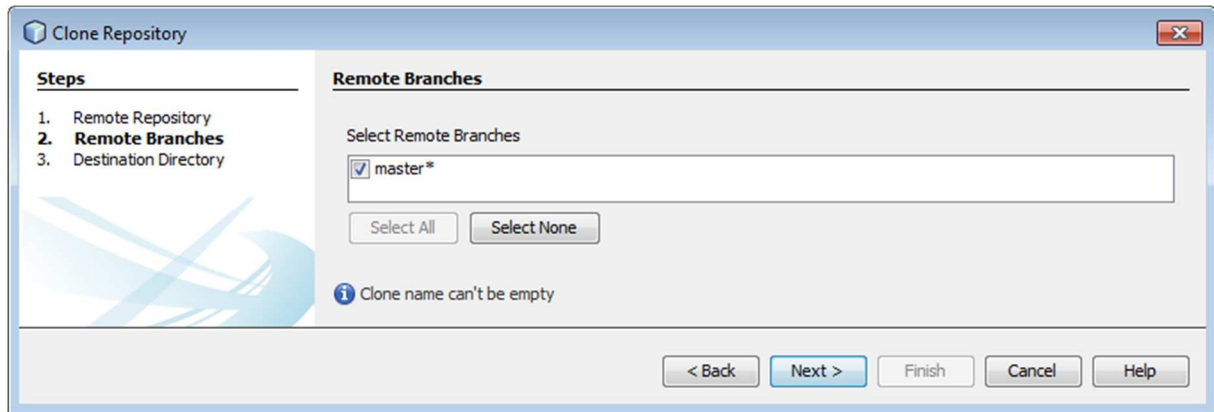 Clone Repository
Steps
1. Remote Repository
2. Remote Branches
3. Destination Directory
Remote Branches
Select Remote Branches
master*
Select All Select None
Clone name can't be empty
< Back Next > Finish Cancel Help